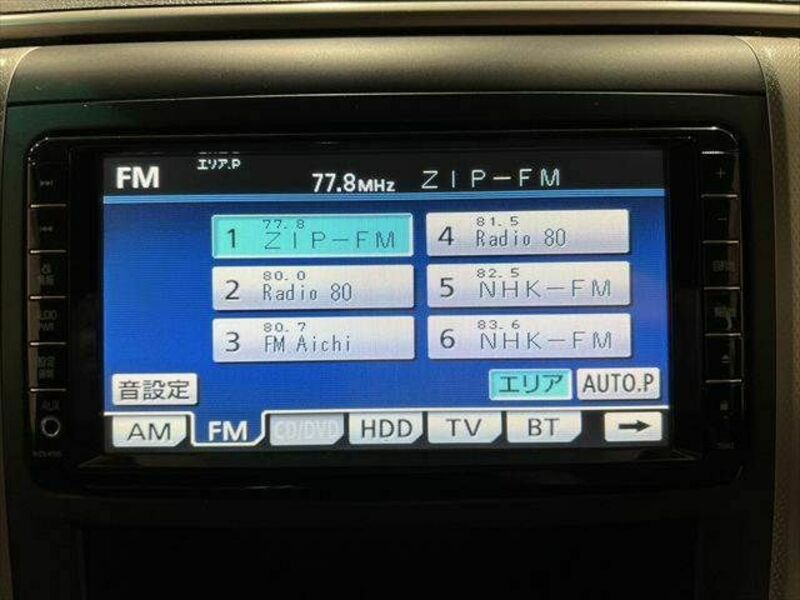 FM
エリア.P
77.8MHz ZIP-FM
77.8
1 ZIP-FM
80.0
2 Radio 80
80.7
3 FM Aichi
81.5
4 Radio 80
82.5
5 NHK-FM
83.6
6 NHK-FM
エリア AUTO.P
音設定
AM FM CD/DVD HDD TV BT
AUX